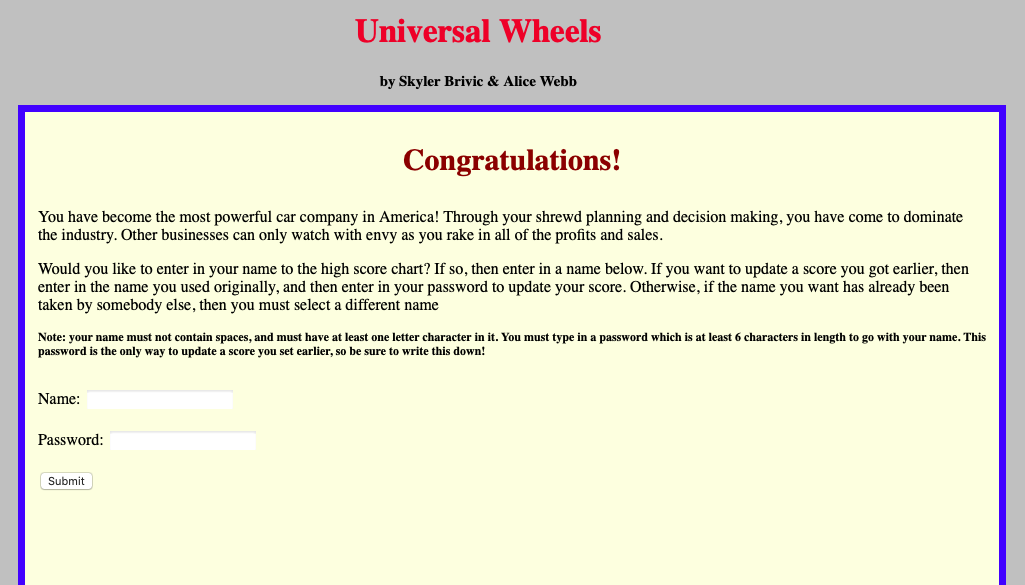 Universal Wheels
by Skyler Brivic & Alice Webb
Congratulations!
You have become the most powerful car company in America! Through your shrewd planning and decision making, you have come to dominate
the industry. Other businesses can only watch with envy as you rake in all of the profits and sales.
Would you like to enter in your name to the high score chart? If so, then enter in a name below. If you want to update a score you got earlier, then
enter in the name you used originally, and then enter in your password to update your score. Otherwise, if the name you want has already been
taken by somebody else, then you must select a different name
Note: your name must not contain spaces, and must have at least one letter character in it. You must type in a password which is at least 6 characters in length to go with your name. This
password is the only way to update a score you set earlier, so be sure to write this down!
Name:
Password:
Submit